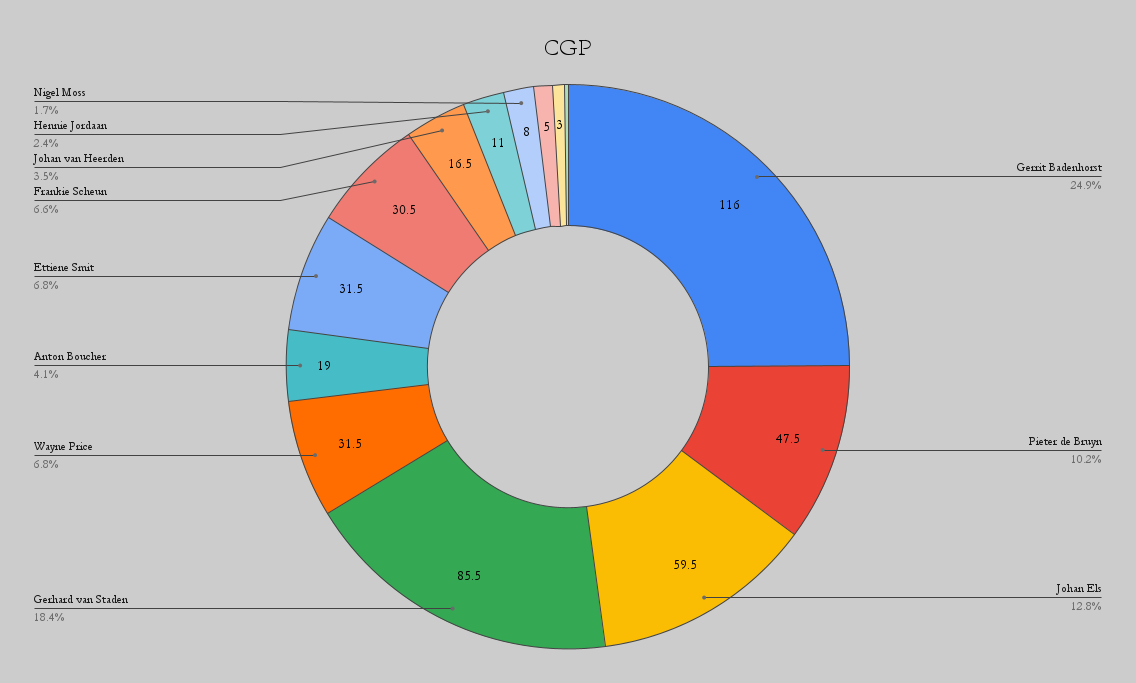 CGP
Nigel Moss
1.7%
Hennie Jordaan
2.4%
Johan van Heerden
3.5%
Frankie Scheun
6.6%
Ettiene Smit
6.8%
Anton Boucher
4.1%
Wayne Price
6.8%
Gerhard van Staden
18.4%
Gerrit Badenhorst
24.9%
Pieter de Bruyn
10.2%
Johan Els
12.8%
116
47.5
59.5
85.5
31.5
19
31.5
30.5
16.5
11
8
5
3